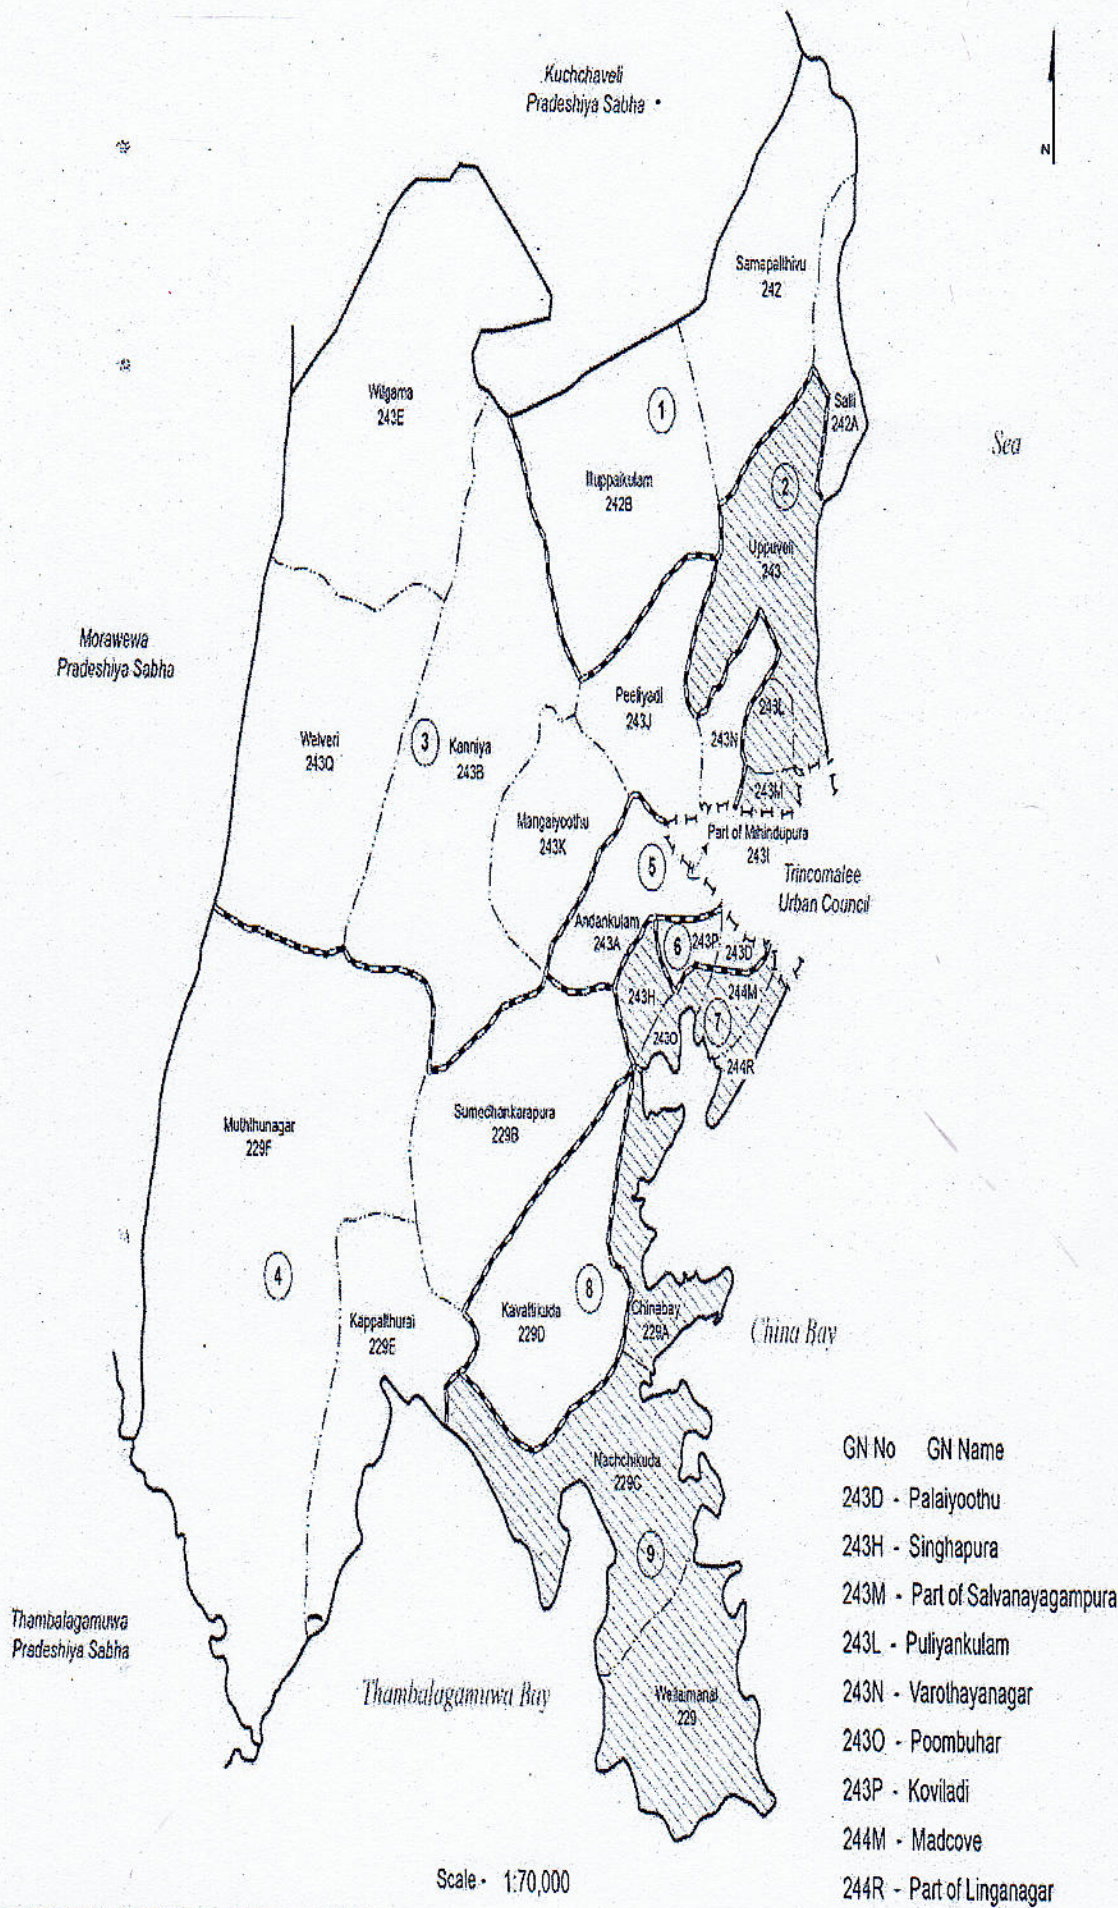 Kuchchaveli
Pradeshiya Sabha
N
Samapalthivu
242
Wilgama
243E
1
Salli
242A
Sea
Illuppaikulam
242B
2
Uppuveli
243
Morawewa
Pradeshiya Sabha
Peeliyadi
243J
243L
Welveri
243Q
3
Kanniya
243B
243N
243M
Mangaiyoothu
243K
Part of Mihindupura
243I
5
Trincomalee
Urban Council
Andankulam
243A
6
243P
243D
243H
244M
7
243O
244R
Muththunagar
229F
Sumedhankarapura
229B
4
8
Kappalthurai
229E
Kavattikuda
229D
Chinabay
229A
China Bay
GN No GN Name
Nachchikuda
229C
243D - Palaiyoothu
243H - Singhapura
9
243M - Part of Salvanayagampura
Thambalagamuwa
Pradeshiya Sabha
243L - Puliyankulam
Thambalagamuwa Bay
Wellaimanal
229
243N - Varothayanagar
243O - Poombuhar
243P - Koviladi
244M - Madcove
Scale - 1:70,000
244R - Part of Linganagar